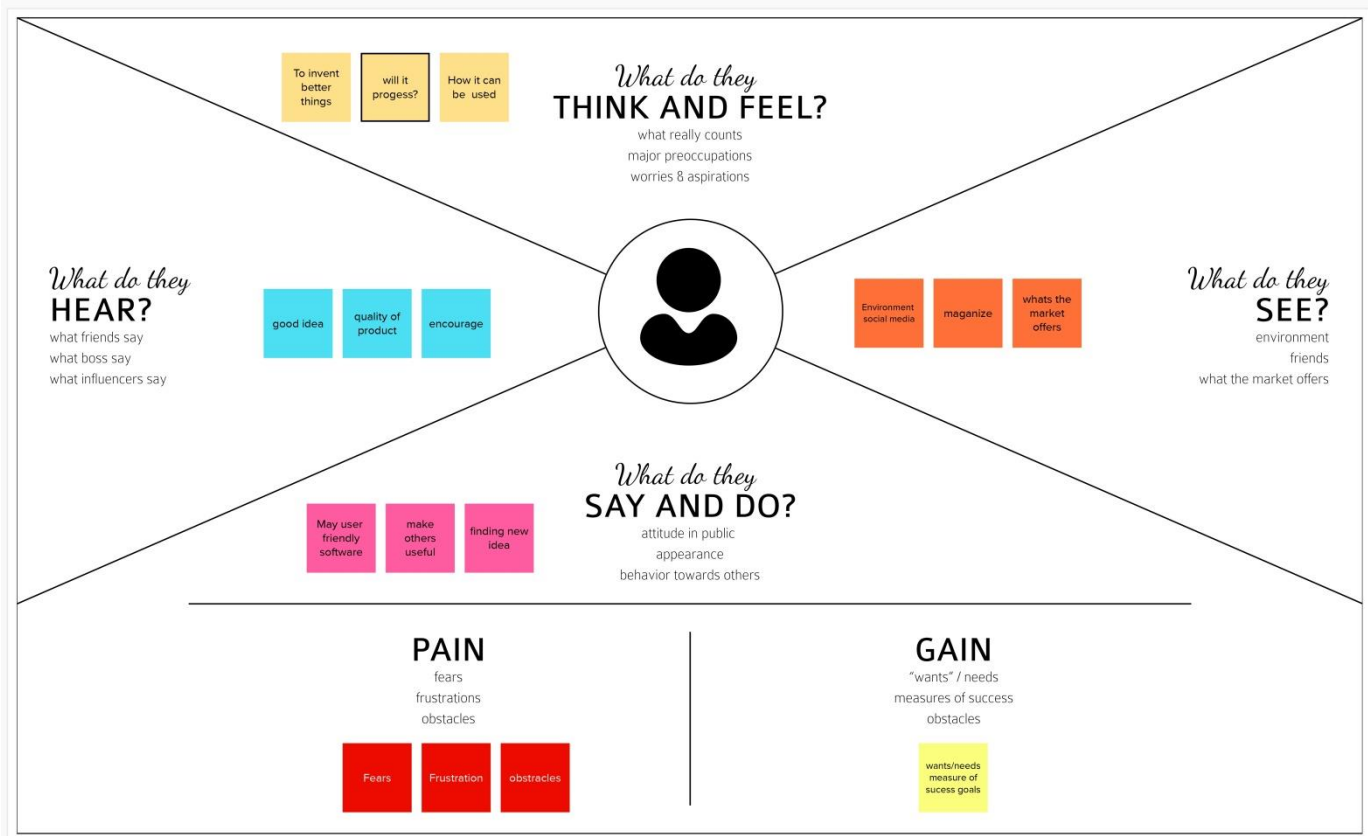 To invent
better
things
will it
progess?
How it can
be used
What do they
THINK AND FEEL?
what really counts
major preoccupations
worries & aspirations
What do they
HEAR?
what friends say
what boss say
what influencers say
good idea
quality of
product
encourage
Environment
social media
maganize
whats the
market
offers
What do they
SEE?
environment
friends
what the market offers
What do they
SAY AND DO?
attitude in public
appearance
behavior towards others
May user
friendly
software
make
others
useful
finding new
idea
PAIN
fears
frustrations
obstacles
Fears
Frustration
obstracles
GAIN
"wants" / needs
measures of success
obstacles
wants/needs
measure of
sucess goals